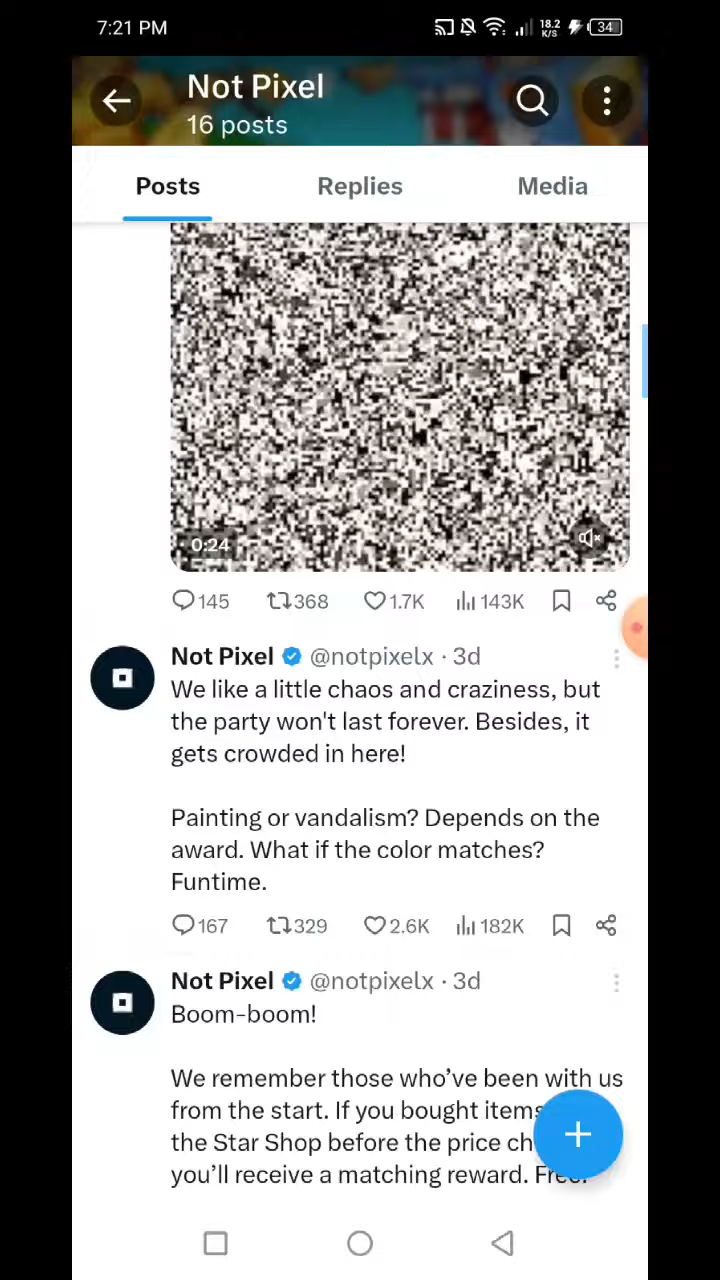 7:21 PM
18.2
K/S
34
Not Pixel
16 posts
Posts Replies Media
0:24
145 368 1.7K 143K
Not Pixel @notpixelx · 3d
We like a little chaos and craziness, but
the party won't last forever. Besides, it
gets crowded in here!
Painting or vandalism? Depends on the
award. What if the color matches?
Funtime.
167 329 2.6K 182K
Not Pixel @notpixelx · 3d
Boom-boom!
We remember those who’ve been with us
from the start. If you bought items
the Star Shop before the price
you’ll receive a matching reward. Free.